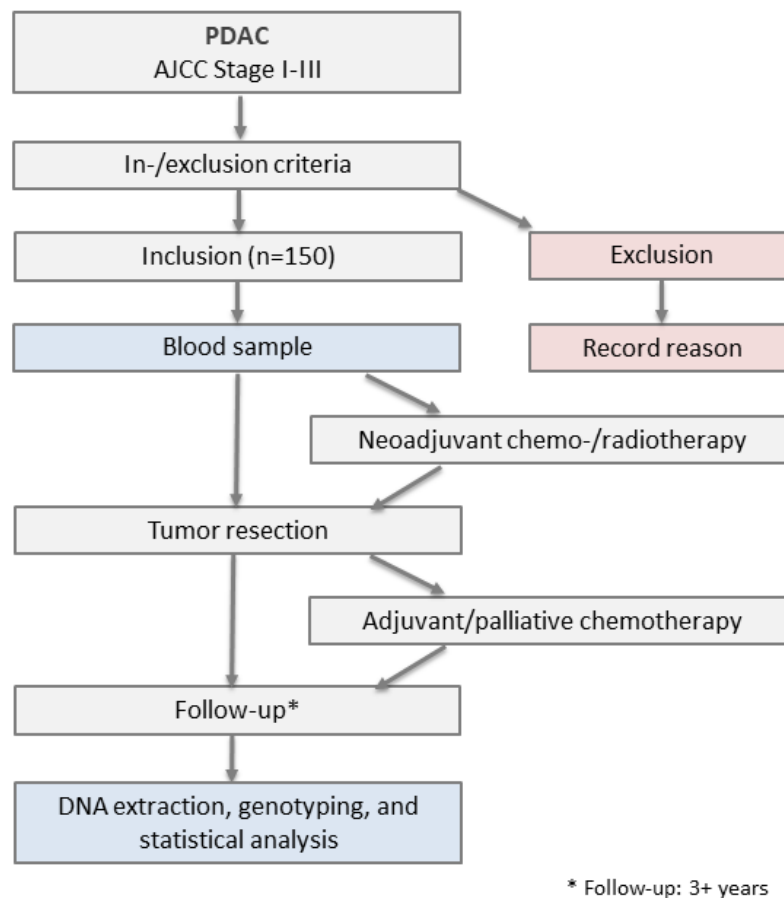 PDAC
AJCC Stage I-III
In-/exclusion criteria
Inclusion (n=150)
Exclusion
Blood sample
Record reason
Neoadjuvant chemo-/radiotherapy
Tumor resection
Adjuvant/palliative chemotherapy
Follow-up*
DNA extraction, genotyping, and
statistical analysis
* Follow-up: 3+ years